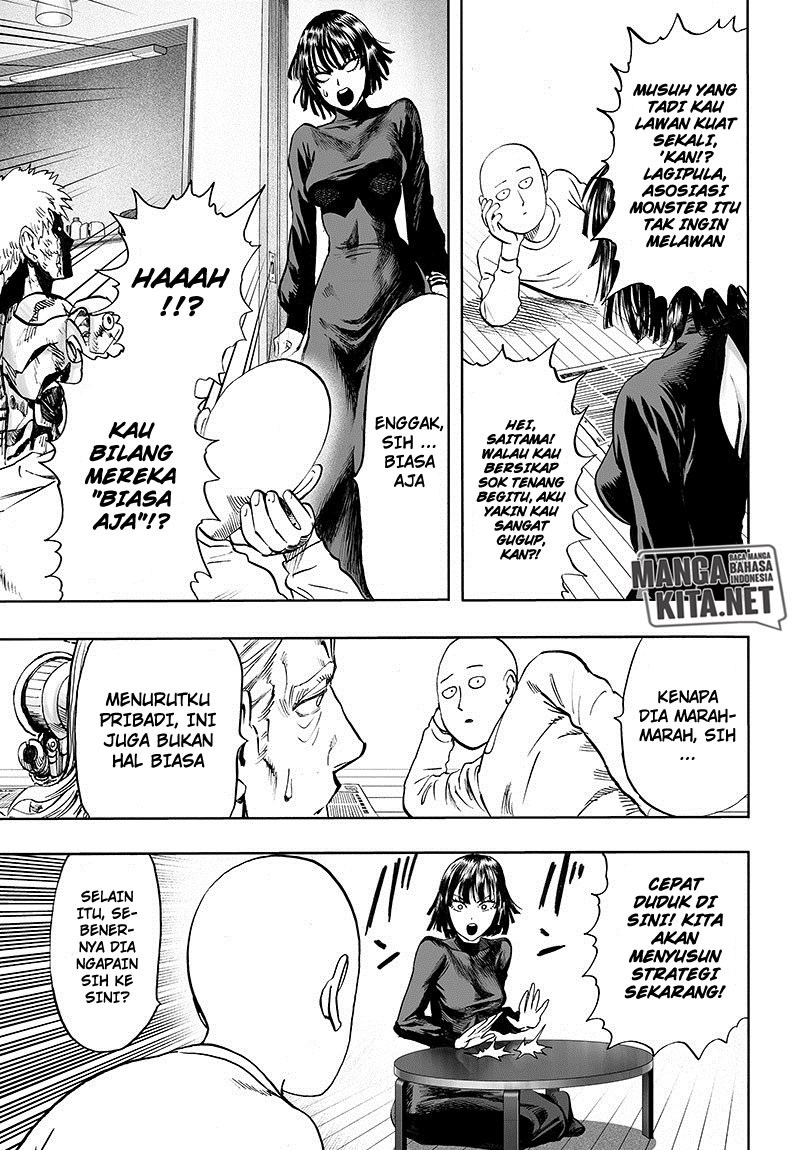 MUSUH YANG
TADI KAU
LAWAN KUAT
SEKALI,
'KAN!?
LAGIPULA,
ASOSIASI
MONSTER ITU
TAK INGIN
MELAWAN
HEI,
SAITAMA!
WALAU KAU
BERSIKAP
SOK TENANG
BEGITU, AKU
YAKIN KAU
SANGAT
GUGUP,
KAN?!
ENGGAK,
SIH ...
BIASA
AJA
HAAAH
!!?
KAU
BILANG
MEREKA
"BIASA
AJA"!?
MANGA
KITA.NET
BACA MANGA
BAHASA
INDONESIA
KENAPA
DIA MARAH-
MARAH, SIH
...
MENURUTKU
PRIBADI, INI
JUGA BUKAN
HAL BIASA
CEPAT
DUDUK DI
SINI! KITA
AKAN
MENYUSUN
STRATEGI
SEKARANG!
SELAIN
ITU, SE-
BENER-
NYA DIA
NGAPAIN
SIH KE
SINI?